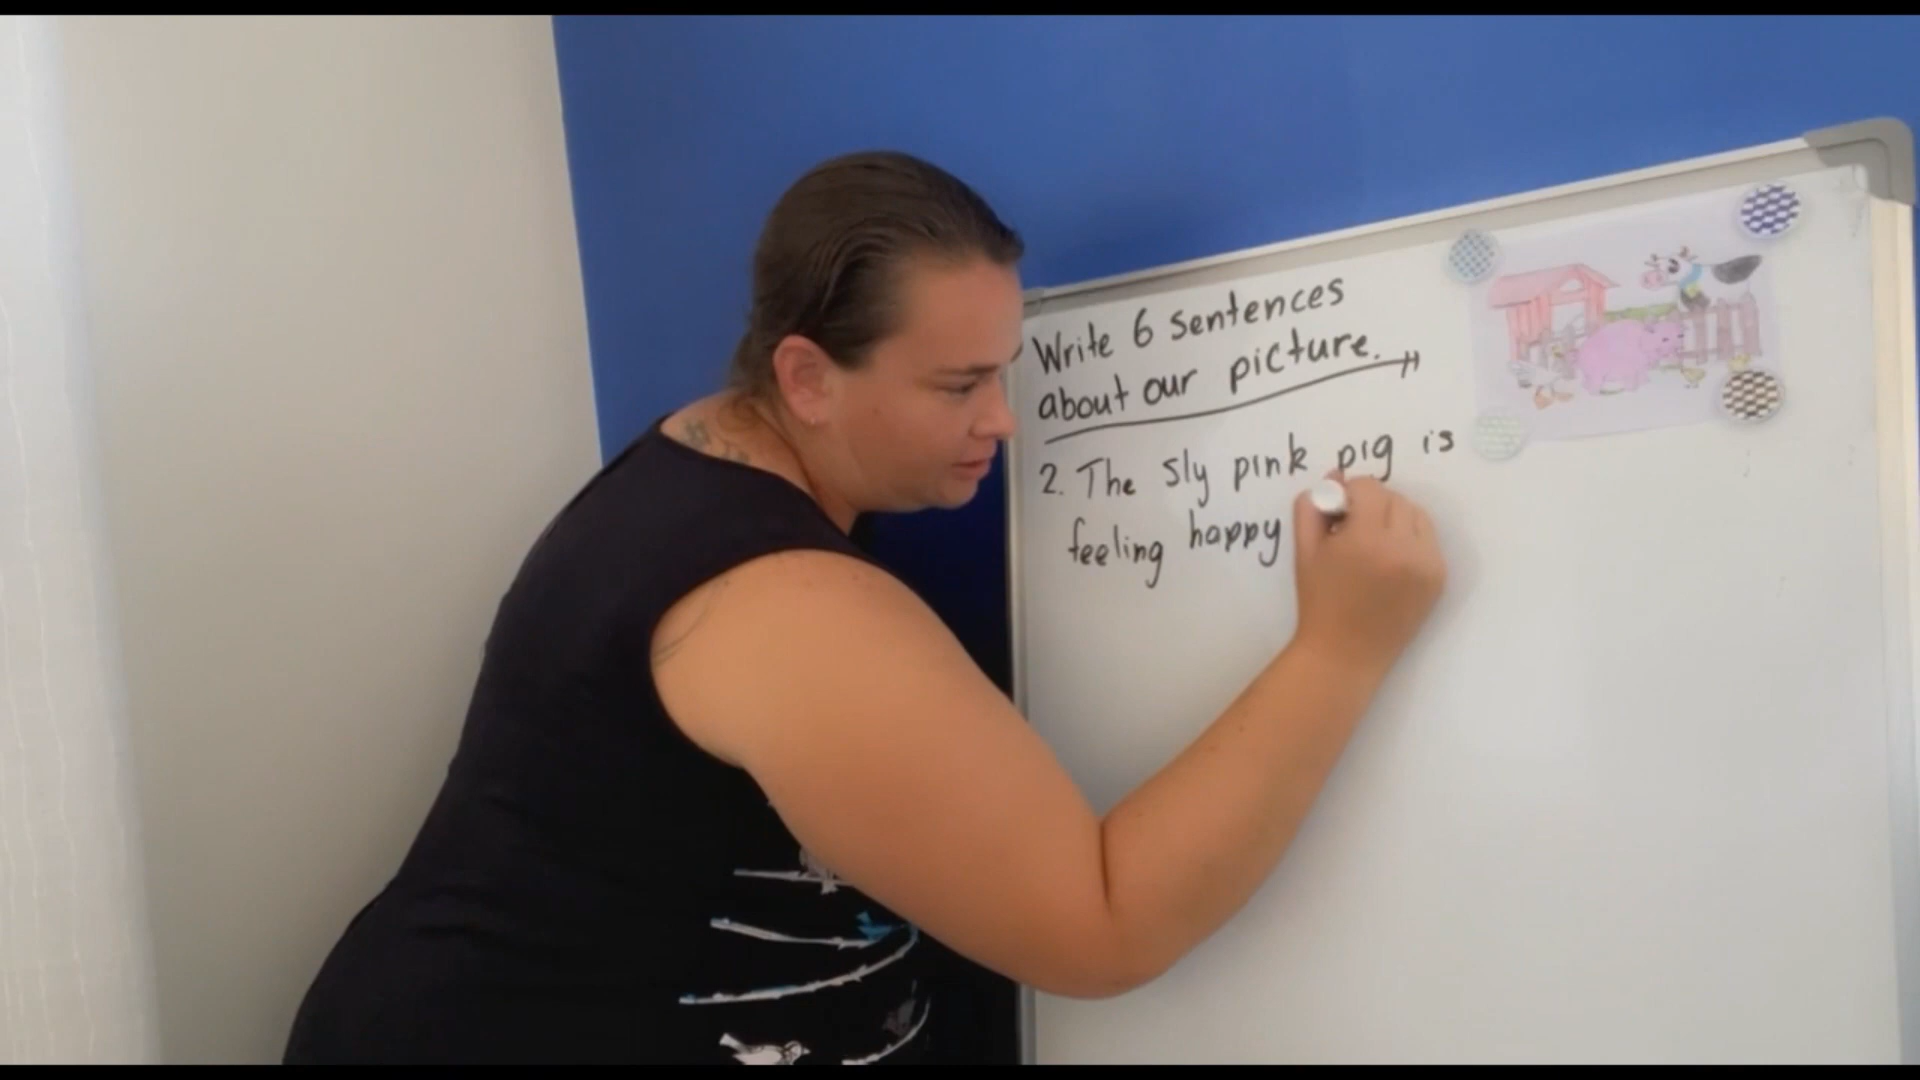 Write 6 sentences
about our picture.
2. The sly pink pig is
feeling happy